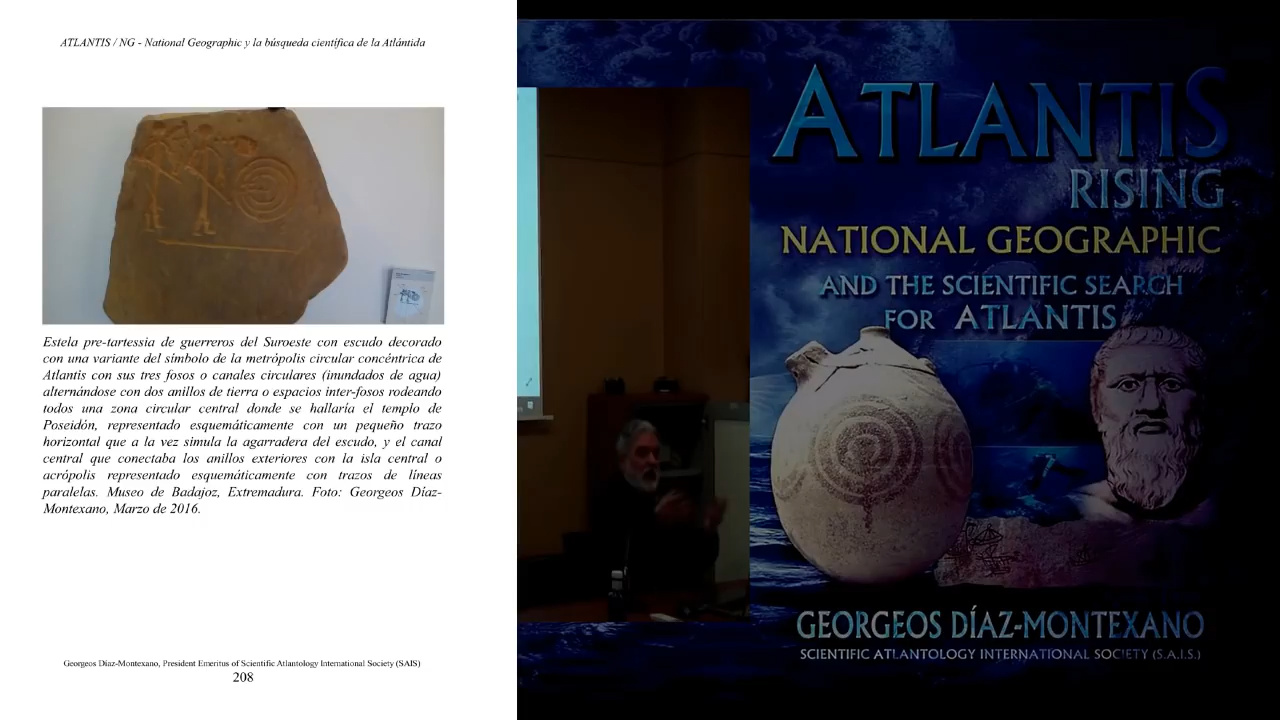 ATLANTIS / NG - National Geographic y la búsqueda científica de la Atlántida
Estela pre-tartessia de guerreros del Suroeste con escudo decorado
con una variante del símbolo de la metrópolis circular concéntrica de
Atlantis con sus tres fosos o canales circulares (inundados de agua)
alternándose con dos anillos de tierra o espacios inter-fosos rodeando
todos una zona circular central donde se hallaría el templo de
Poseidón, representado esquemáticamente con un pequeño trazo
horizontal que a la vez simula la agarradera del escudo, y el canal
central que conectaba los anillos exteriores con la isla central o
acrópolis representado esquemáticamente con trazos de líneas
paralelas. Museo de Badajoz, Extremadura. Foto: Georgeos Díaz-
Montexano, Marzo de 2016.
Georgeos Díaz-Montexano, President Emeritus of Scientific Atlantology International Society (SAIS)
208
ATLANTIS
RISING
NATIONAL GEOGRAPHIC
AND THE SCIENTIFIC SEARCH
FOR ATLANTIS
GEORGEOS DÍAZ-MONTEXANO
SCIENTIFIC ATLANTOLOGY INTERNATIONAL SOCIETY (S.A.I.S.)